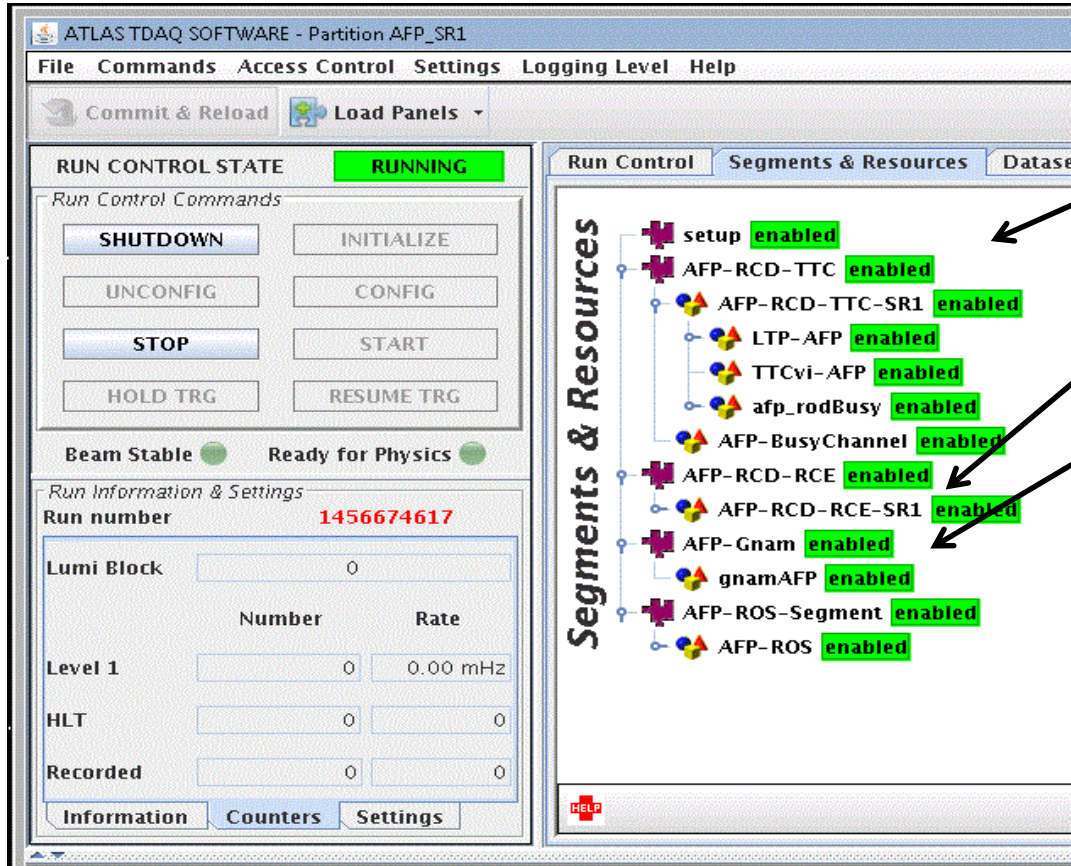 ATLAS TDAQ SOFTWARE - Partition AFP_SR1
File Commands Access Control Settings Logging Level Help
Commit & Reload Load Panels
RUN CONTROL STATE RUNNING
Run Control Commands
SHUTDOWN INITIALIZE
UNCONFIG CONFIG
STOP START
HOLD TRG RESUME TRG
Beam Stable Ready for Physics
Run Information & Settings
Run number 1456674617
Lumi Block 0
Number Rate
Level 1 0 0.00 mHz
HLT 0 0
Recorded 0 0
Information Counters Settings
Run Control Segments & Resources Datase
Segments & Resources
setup enabled
AFP-RCD-TTC enabled
AFP-RCD-TTC-SR1 enabled
LTP-AFP enabled
TTCvi-AFP enabled
afp_rodBusy enabled
AFP-BusyChannel enabled
AFP-RCD-RCE enabled
AFP-RCD-RCE-SR1 enabled
AFP-Gnam enabled
gnamAFP enabled
AFP-ROS-Segment enabled
AFP-ROS enabled
HELP